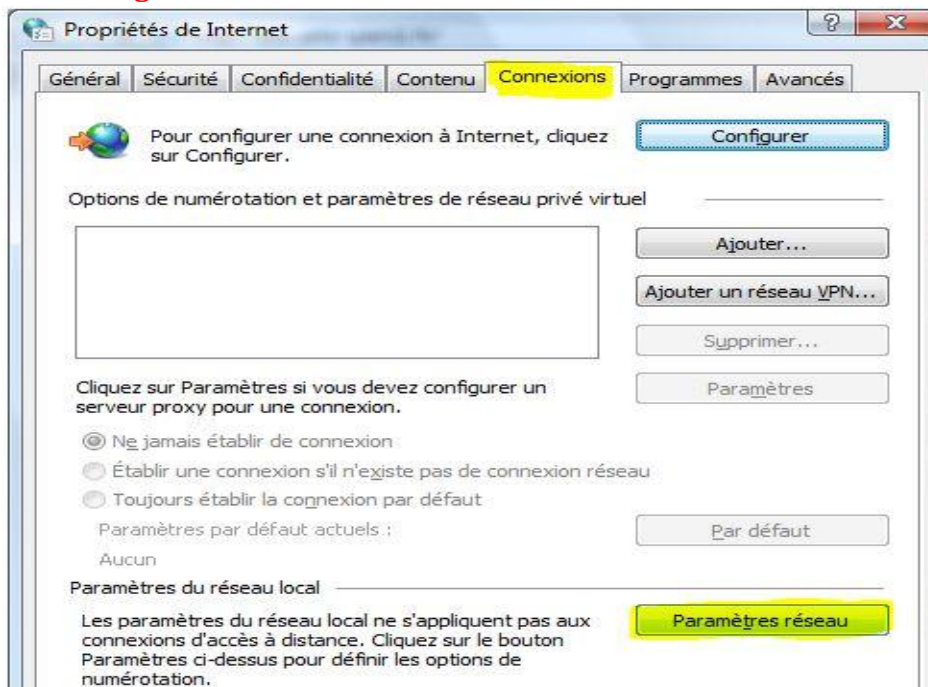 Propriétés de Internet
Général Sécurité Confidentialité Contenu Connexions Programmes Avancés
Pour configurer une connexion à Internet, cliquez
sur Configurer.
Configurer
Options de numérotation et paramètres de réseau privé virtuel
Ajouter...
Ajouter un réseau VPN...
Supprimer...
Cliquez sur Paramètres si vous devez configurer un
serveur proxy pour une connexion.
Paramètres
Ne jamais établir de connexion
Établir une connexion s'il n'existe pas de connexion réseau
Toujours établir la connexion par défaut
Paramètres par défaut actuels :
Par défaut
Aucun
Paramètres du réseau local
Les paramètres du réseau local ne s'appliquent pas aux
connexions d'accès à distance. Cliquez sur le bouton
Paramètres ci-dessus pour définir les options de
numérotation.
Paramètres réseau